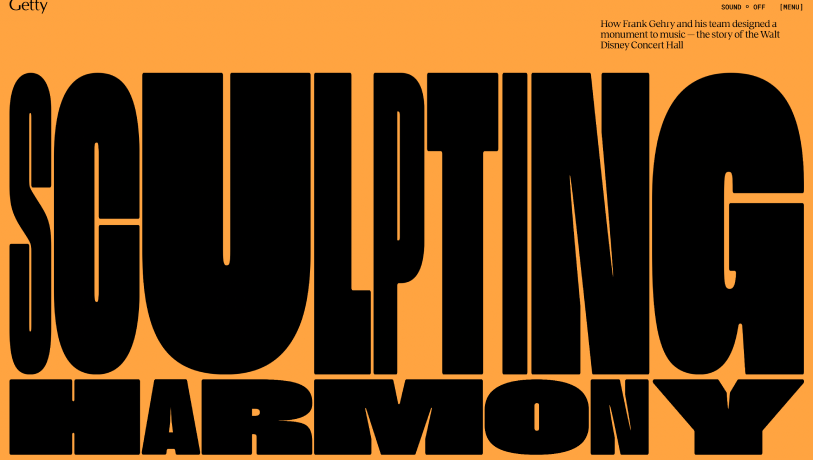 Getty
SOUND ° OFF [MENU]
How Frank Gehry and his team designed a
monument to music — the story of the Walt
Disney Concert Hall
SCULPTING
HARMONY